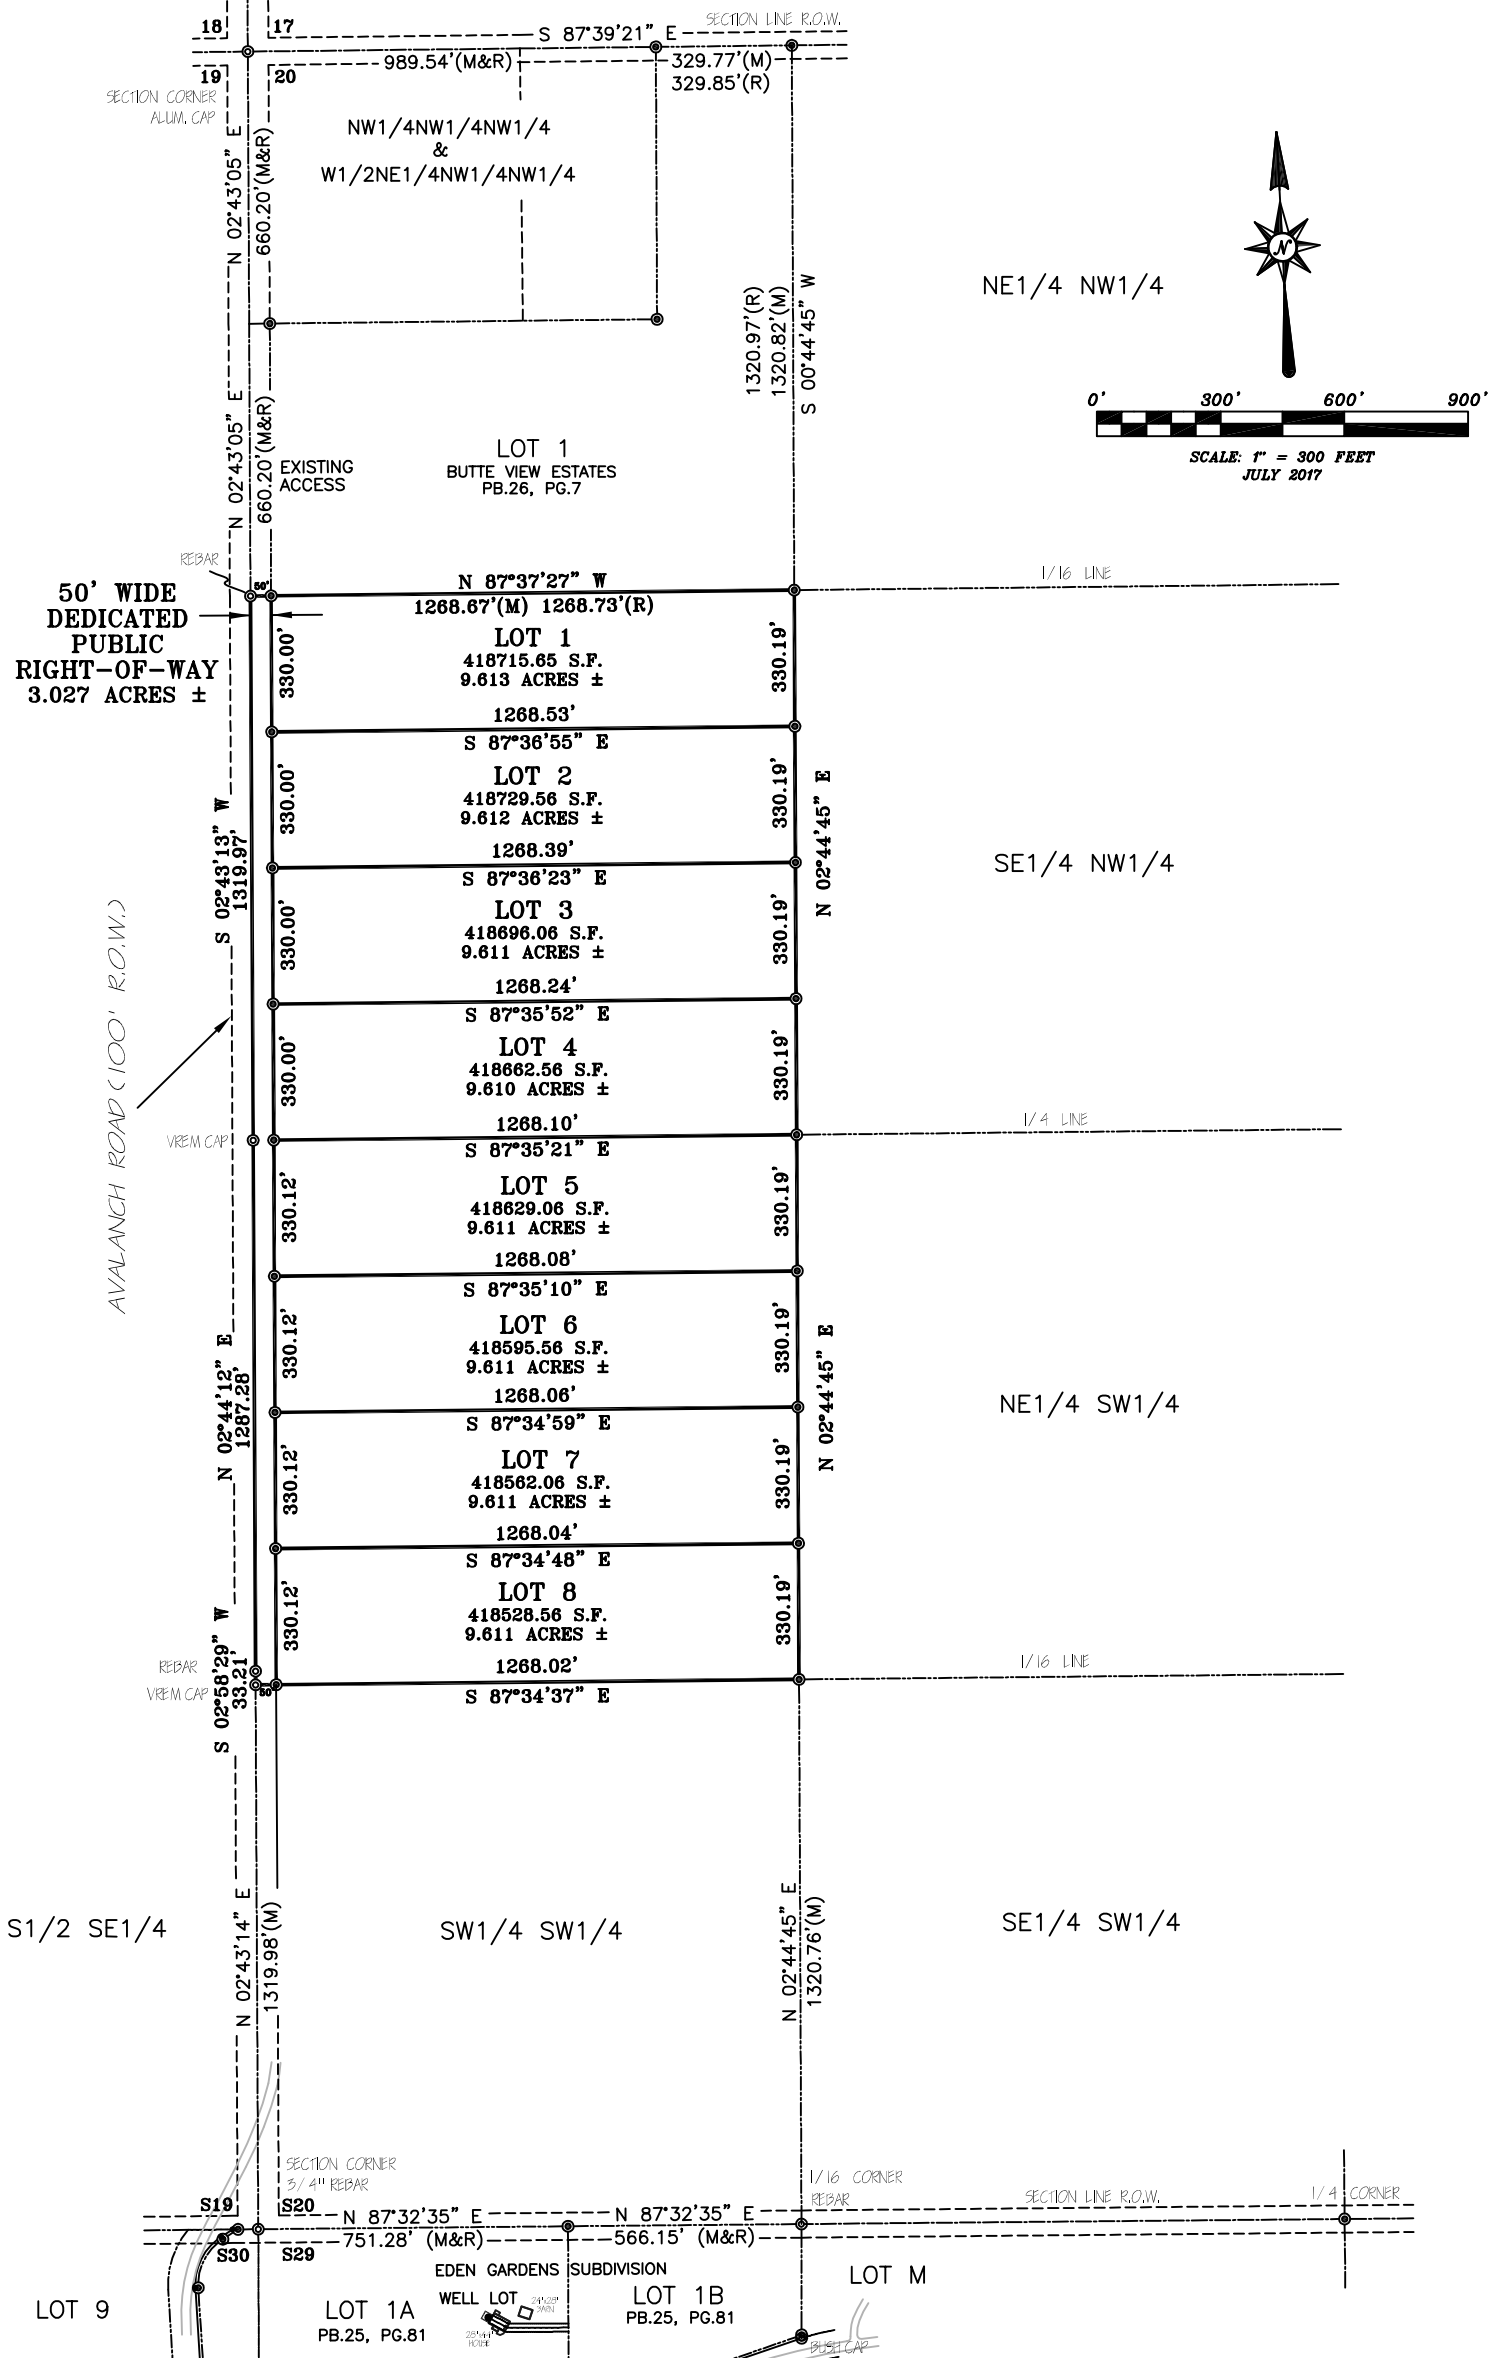 18
17
S 87°39'21" E
SECTION LINE R.O.W.
989.54'(M&R)
329.77'(M)
329.85'(R)
19
20
SECTION CORNER
ALUM. CAP
NW1/4NW1/4NW1/4
&
W1/2NE1/4NW1/4NW1/4
N 02°43'05" E
660.20'(M&R)
N
NE1/4 NW1/4
1320.97'(R)
1320.82'(M)
S 00°44'45" W
0' 300' 600' 900'
SCALE: 1" = 300 FEET
JULY 2017
N 02°43'05" E
660.20'(M&R)
EXISTING
ACCESS
LOT 1
BUTTE VIEW ESTATES
PB.26, PG.7
REBAR
50'
N 87°37'27" W
1268.67'(M) 1268.73'(R)
1/16 LINE
50' WIDE
DEDICATED
PUBLIC
RIGHT-OF-WAY
3.027 ACRES ±
330.00'
LOT 1
418715.65 S.F.
9.613 ACRES ±
330.19'
1268.53'
S 87°36'55" E
330.00'
LOT 2
418729.56 S.F.
9.612 ACRES ±
330.19'
1268.39'
S 87°36'23" E
S 02°43'13" W
1319.97'
N 02°44'45" E
SE1/4 NW1/4
330.00'
LOT 3
418696.06 S.F.
9.611 ACRES ±
330.19'
1268.24'
S 87°35'52" E
AVALANCH ROAD (100' R.O.W.)
330.00'
LOT 4
418662.56 S.F.
9.610 ACRES ±
330.19'
1268.10'
S 87°35'21" E
VREM CAP
1/4 LINE
330.12'
LOT 5
418629.06 S.F.
9.611 ACRES ±
330.19'
1268.08'
S 87°35'10" E
330.12'
LOT 6
418595.56 S.F.
9.611 ACRES ±
330.19'
1268.06'
S 87°34'59" E
N 02°44'12" E
1287.28'
N 02°44'45" E
NE1/4 SW1/4
330.12'
LOT 7
418562.06 S.F.
9.611 ACRES ±
330.19'
1268.04'
S 87°34'48" E
330.12'
LOT 8
418528.56 S.F.
9.611 ACRES ±
330.19'
1268.02'
S 87°34'37" E
REBAR
VREM CAP
S 02°58'29" W
33.21'
50'
1/16 LINE
S1/2 SE1/4
N 02°43'14" E
1319.98'(M)
SW1/4 SW1/4
N 02°44'45" E
1320.76'(M)
SE1/4 SW1/4
SECTION CORNER
3/4" REBAR
1/16 CORNER
REBAR
SECTION LINE R.O.W.
1/4 CORNER
S19
S20
N 87°32'35" E
N 87°32'35" E
751.28' (M&R)
566.15' (M&R)
S30
S29
EDEN GARDENS SUBDIVISION
LOT M
WELL LOT
LOT 9
LOT 1A
PB.25, PG.81
LOT 1B
PB.25, PG.81
HOUSE
BUSH CAP